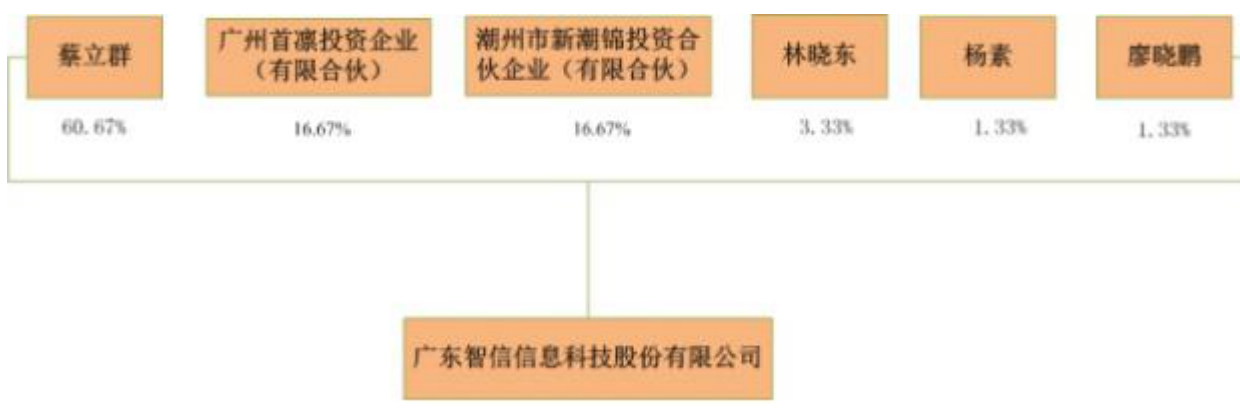 蔡立群
广州首凛投资企业
（有限合伙）
潮州市新潮锦投资合
伙企业（有限合伙）
林晓东
杨素
廖晓鹏
60.67%
16.67%
16.67%
3.33%
1.33%
1.33%
广东智信信息科技股份有限公司